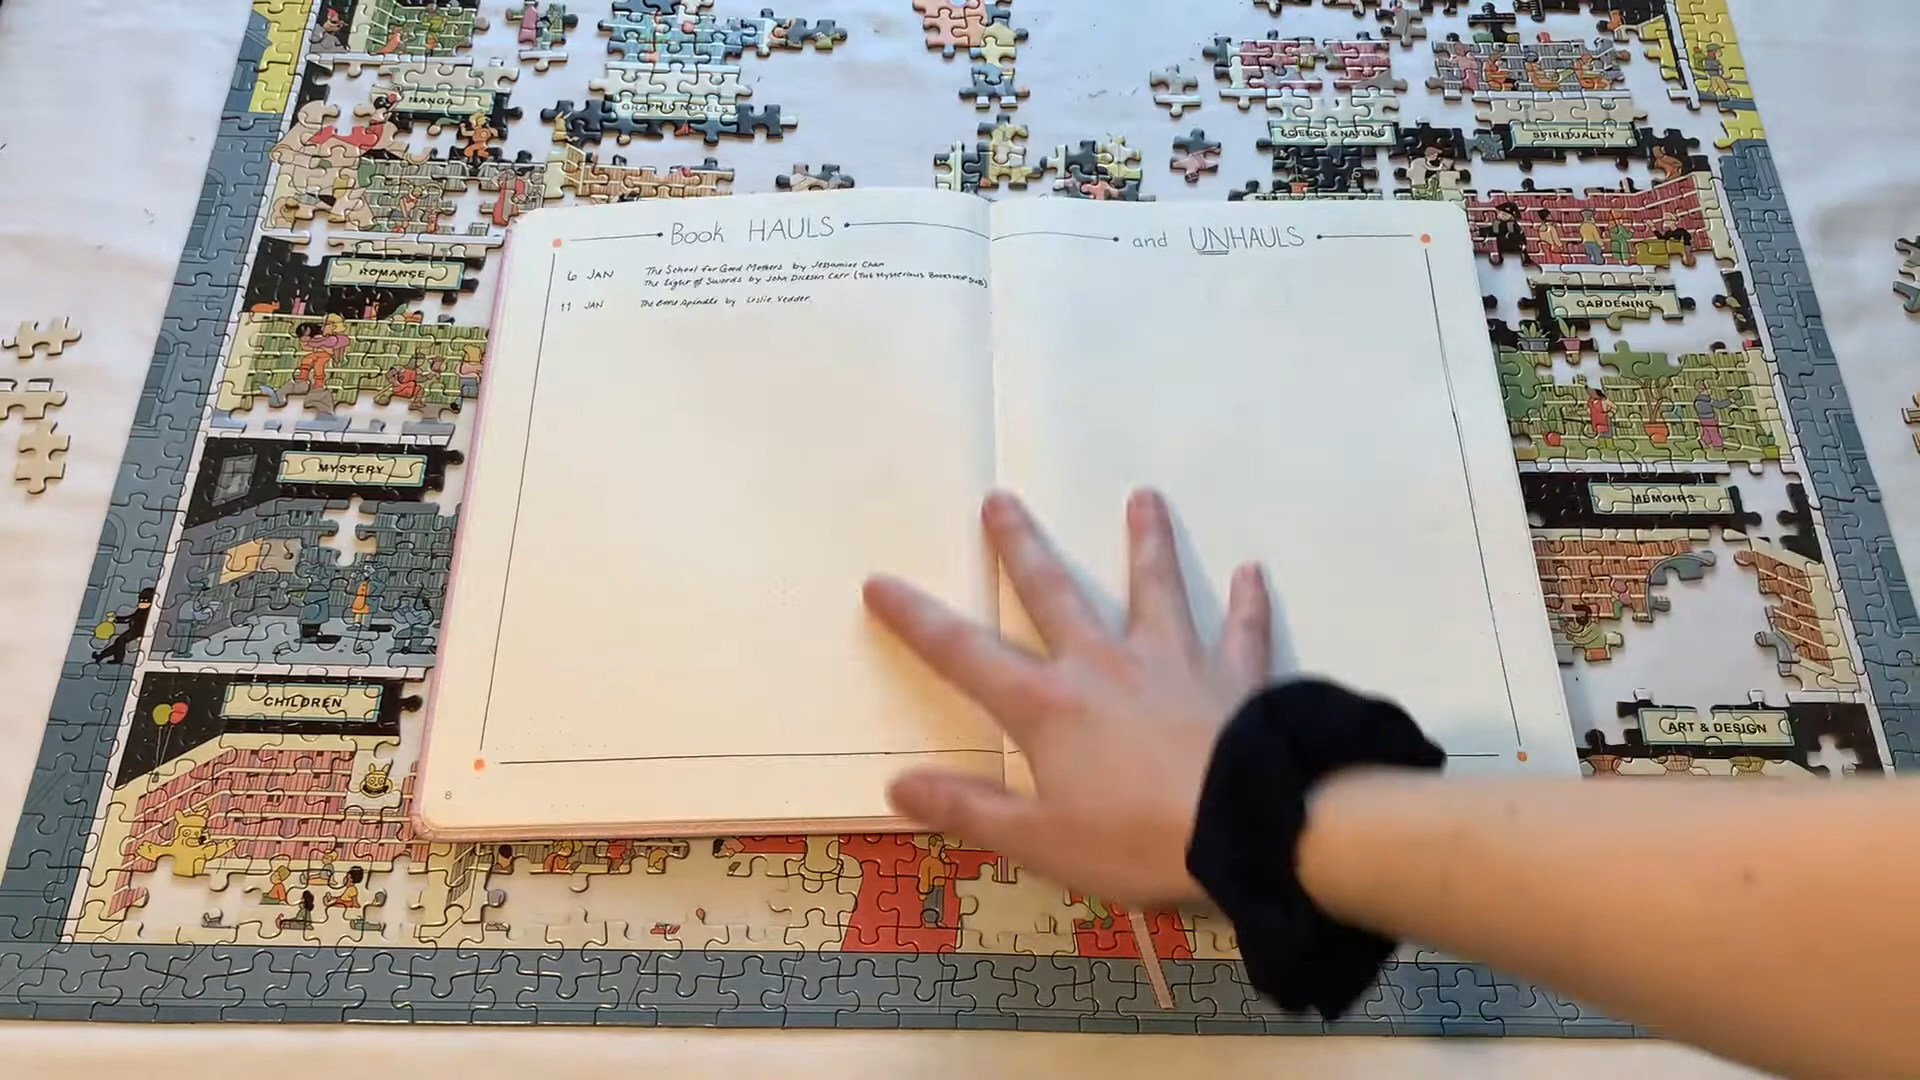 MANGA
GRAPHIC NOVELS
SCIENCE & NATURE
SPIRITUALITY
Book HAULS
and UNHAULS
6 JAN The School for Good Mothers by Jessamine Chan
The Eight of Swords by John Dickson Carr (The Mysterious Bookshop Sub)
11 JAN The Bone Spindle by Leslie Vedder
ROMANCE
GARDENING
MYSTERY
MEMOIRS
CHILDREN
ART & DESIGN
8